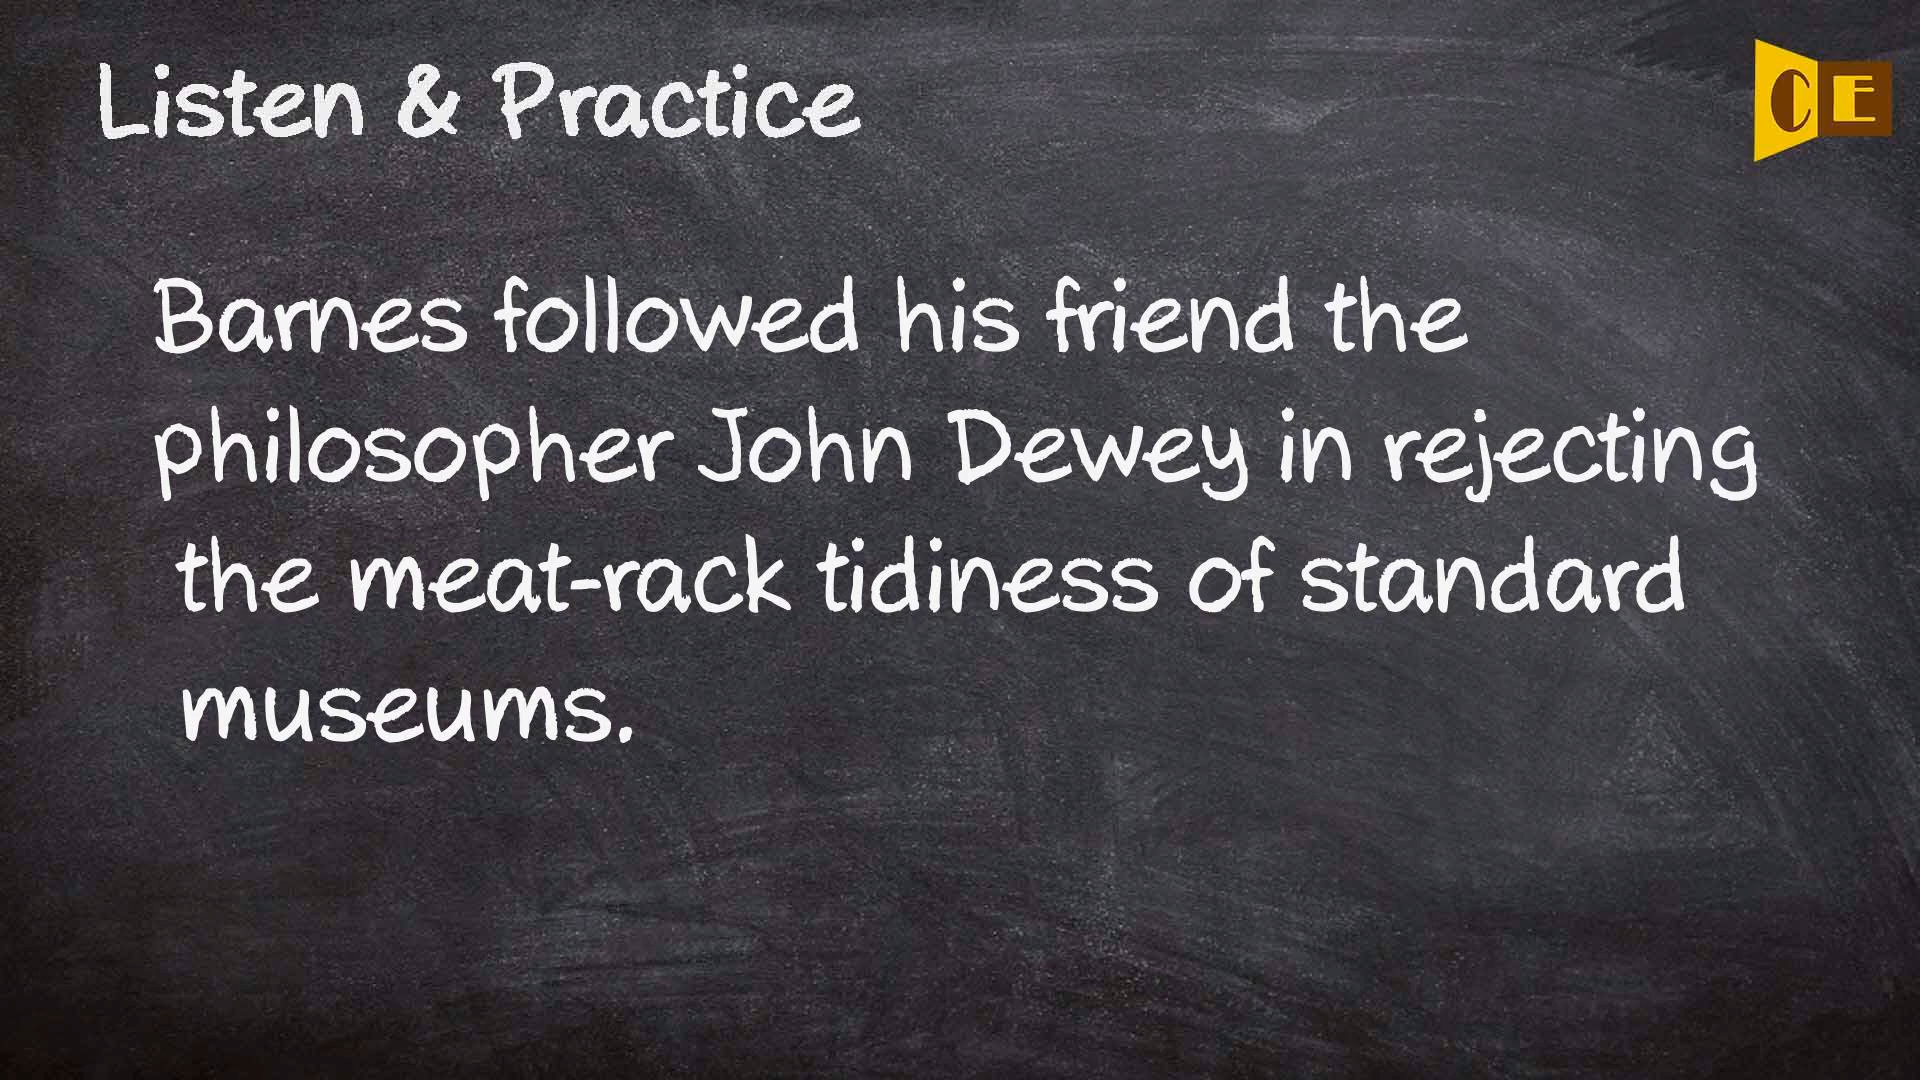 Listen & Practice
CE
Barnes followed his friend the
philosopher John Dewey in rejecting
the meat-rack tidiness of standard
museums.